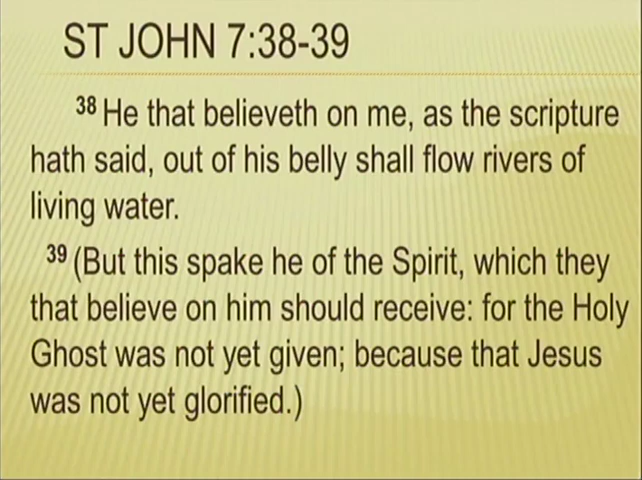 ST JOHN 7:38-39
38 He that believeth on me, as the scripture
hath said, out of his belly shall flow rivers of
living water.
39 (But this spake he of the Spirit, which they
that believe on him should receive: for the Holy
Ghost was not yet given; because that Jesus
was not yet glorified.)